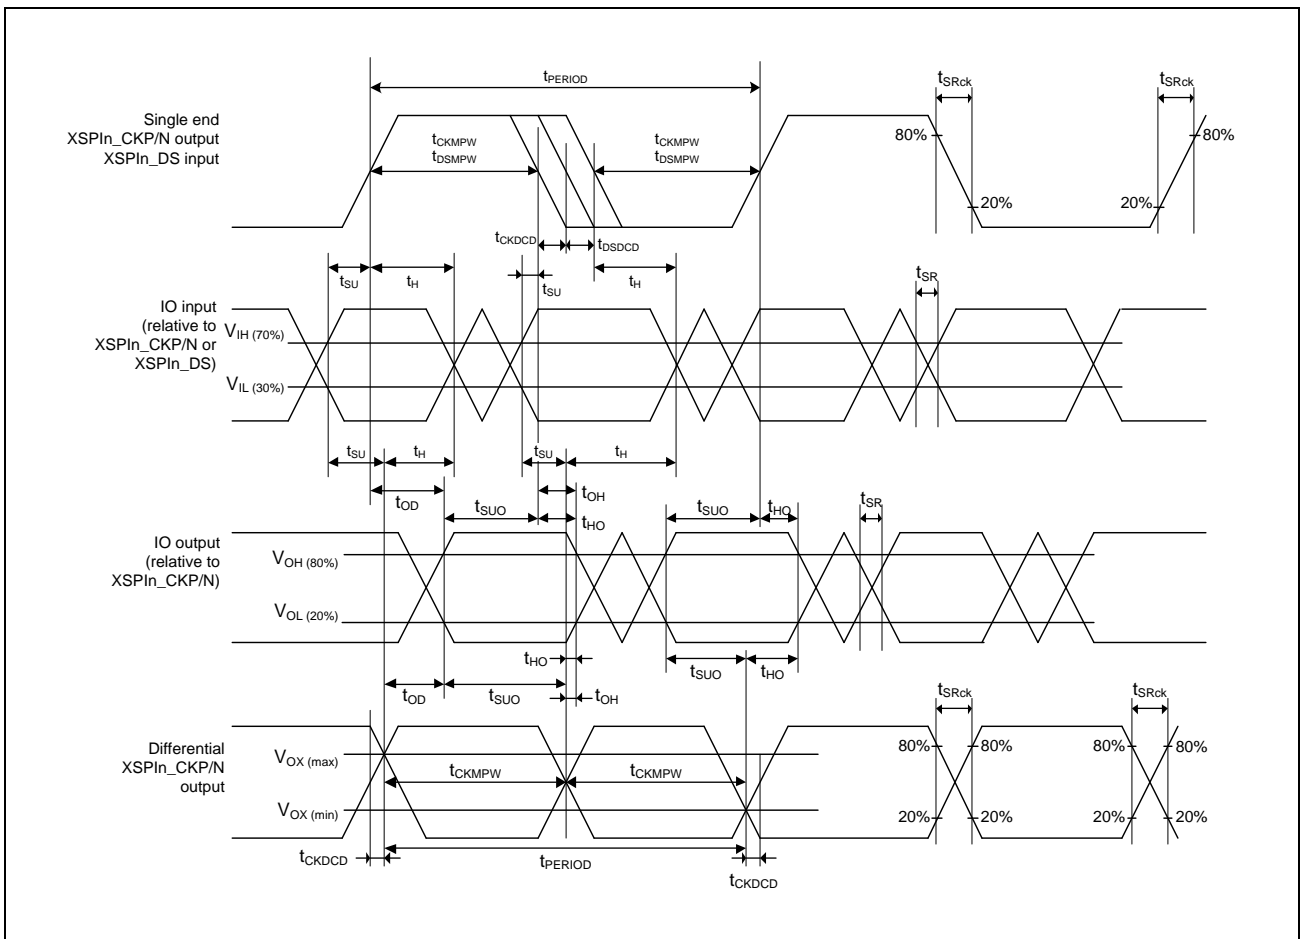 tPERIOD
tSRck
tSRck
Single end
XSPIn_CKP/N output
XSPIn_DS input
tCKMPW
tDSMPW
tCKMPW
tDSMPW
80%
80%
20%
20%
tCKDCD
tDSDCD
tSU
tH
tSU
tH
tSR
IO input
(relative to
XSPIn_CKP/N or
XSPIn_DS)
VIH (70%)
VIL (30%)
tSU
tH
tSU
tH
tOD
tSUO
tOH
tHO
tSUO
tHO
tSR
IO output
(relative to
XSPIn_CKP/N)
VOH (80%)
VOL (20%)
tHO
tSUO
tHO
tOD
tSUO
tOH
tSRck
tSRck
Differential
XSPIn_CKP/N
output
VOX (max)
VOX (min)
tCKMPW
tCKMPW
80%
80%
80%
80%
20%
20%
20%
20%
tCKDCD
tPERIOD
tCKDCD